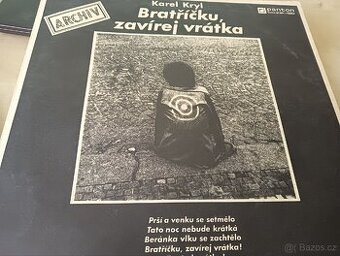 Karel Kryl
panton
Bratříčku,
zavírej vrátka
ARCHIV
Prší a venku se setmělo
Tato noc nebude krátká
Beránka vlku se zachtělo
Bratříčku, zavírej vrátka!
© Bazos.cz